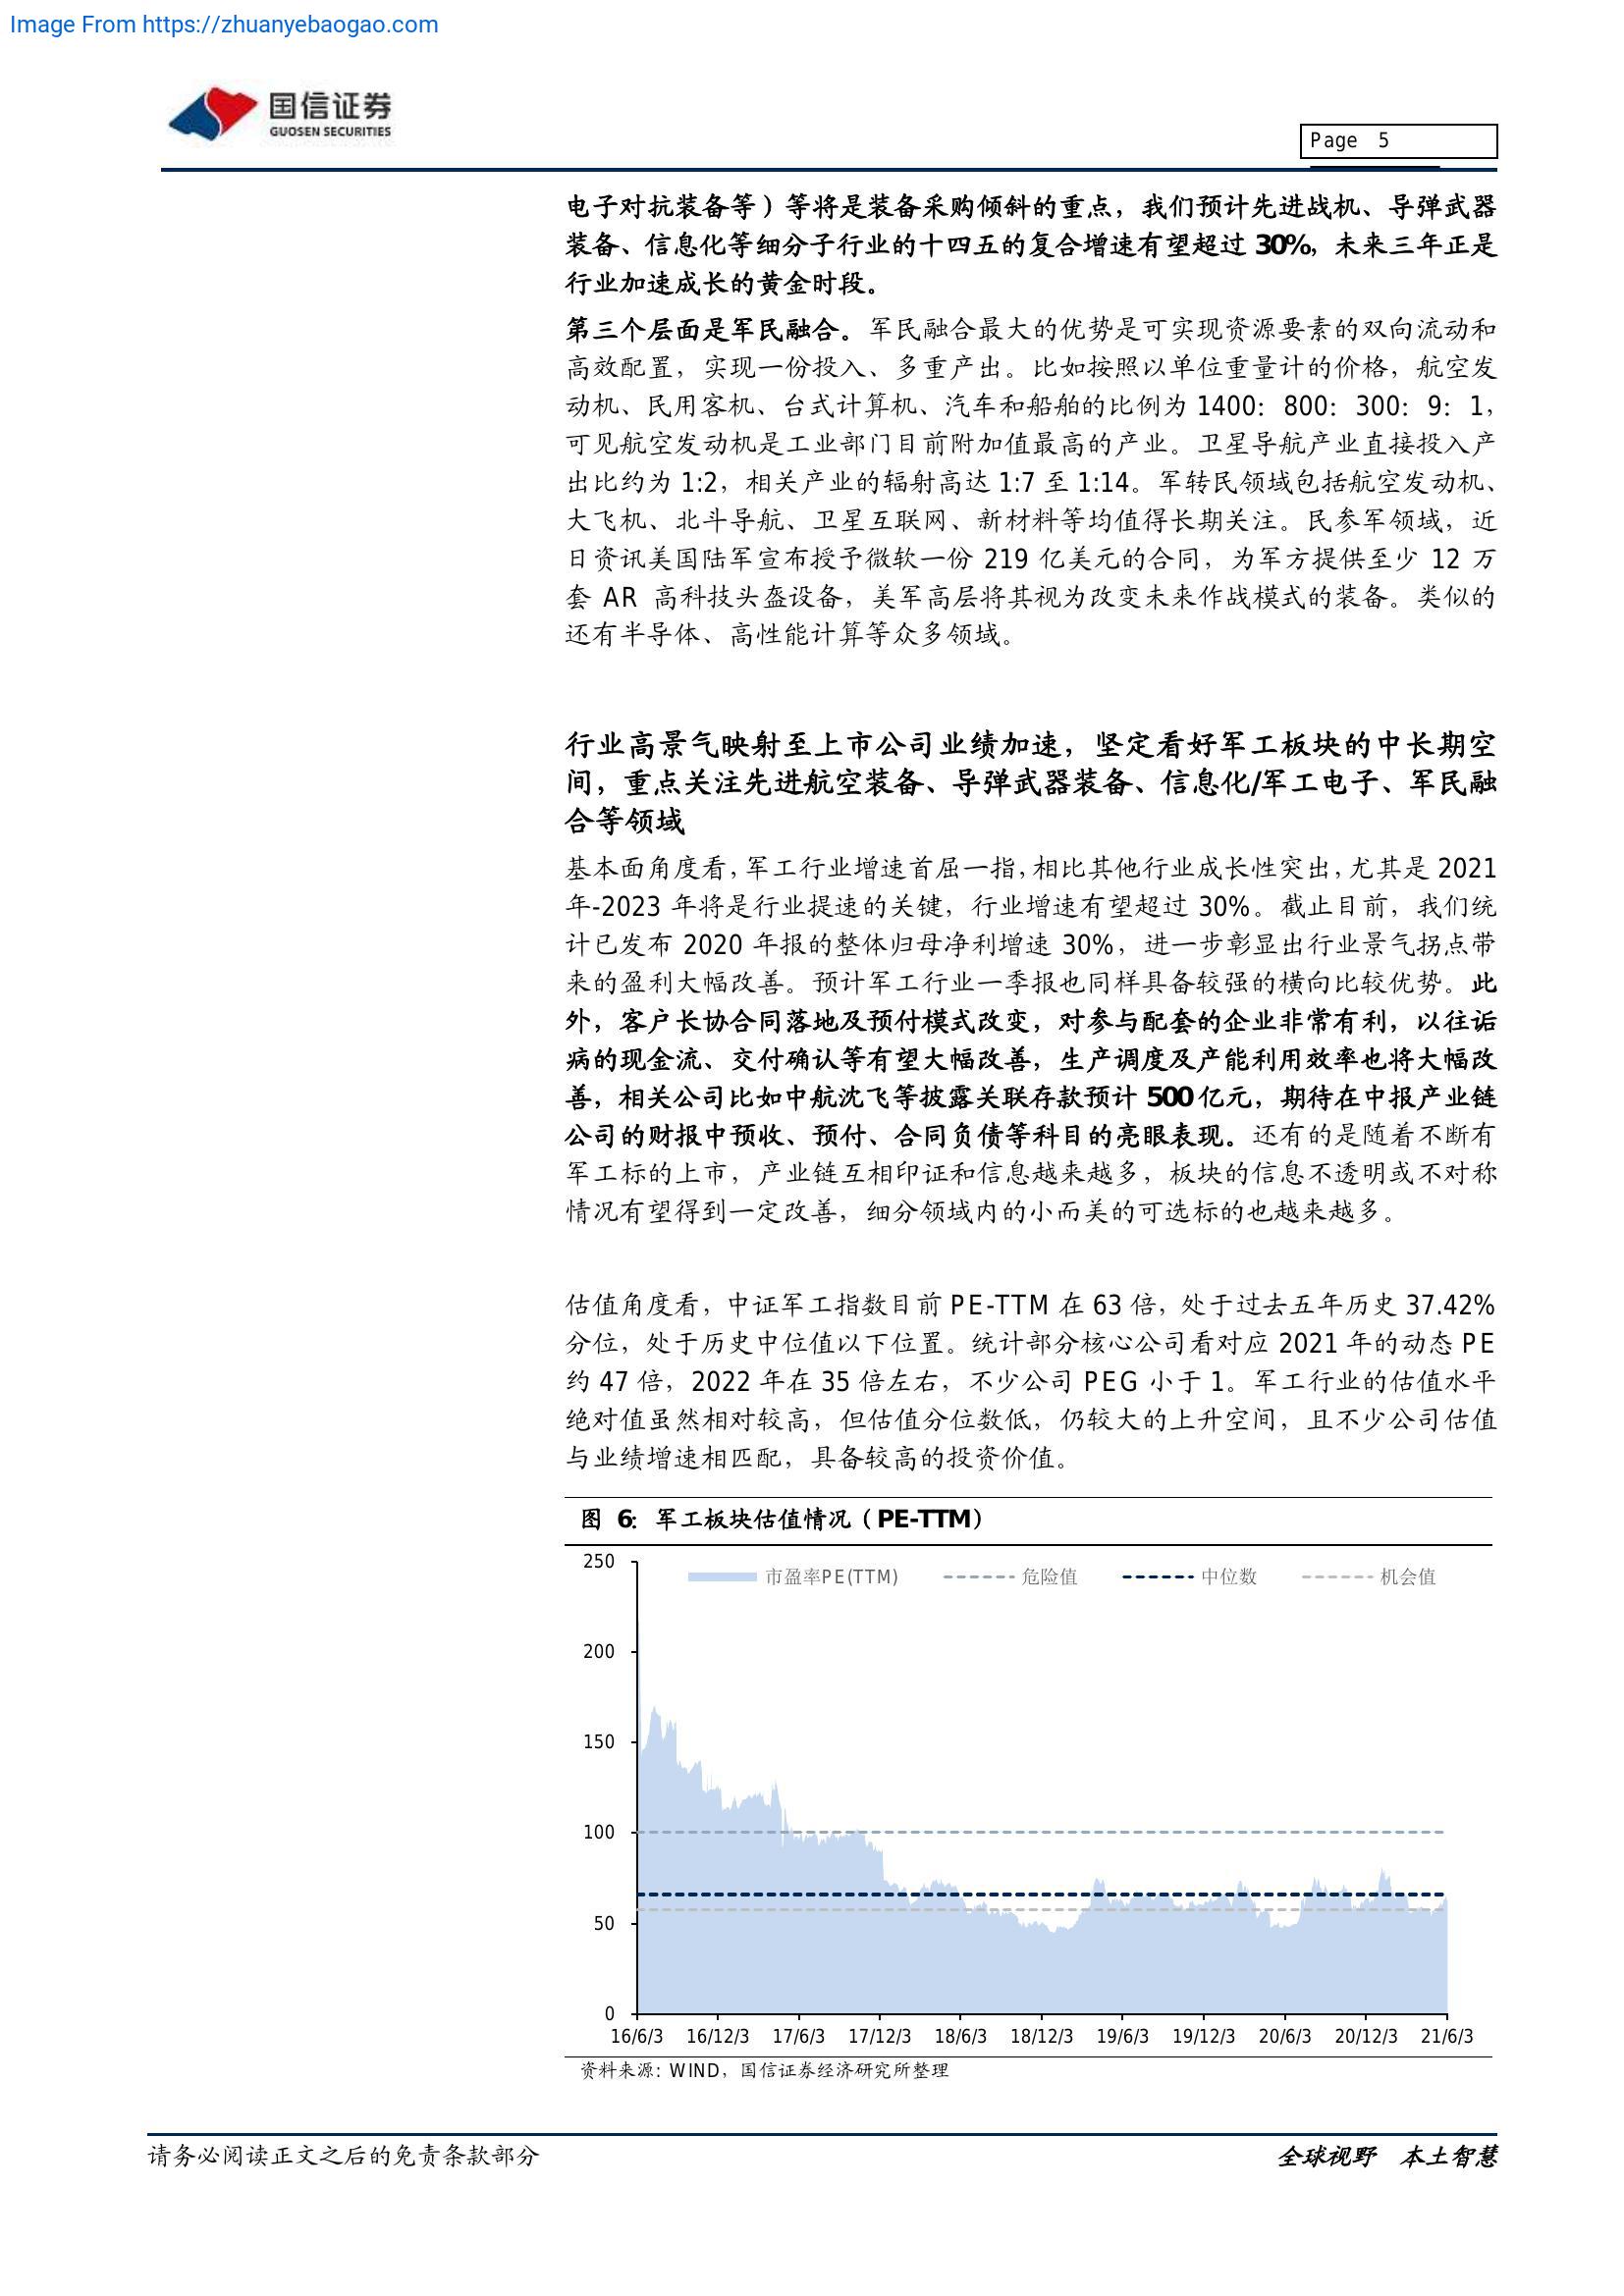 Image From https://zhuanyebaogao.com
国信证券
GUOSEN SECURITIES
Page 5
电子对抗装备等）等将是装备采购倾斜的重点，我们预计先进战机、导弹武器
装备、信息化等细分子行业的十四五的复合增速有望超过 30%，未来三年正是
行业加速成长的黄金时段。
第三个层面是军民融合。军民融合最大的优势是可实现资源要素的双向流动和
高效配置，实现一份投入、多重产出。比如按照以单位重量计的价格，航空发
动机、民用客机、台式计算机、汽车和船舶的比例为 1400：800：300：9：1，
可见航空发动机是工业部门目前附加值最高的产业。卫星导航产业直接投入产
出比约为 1:2，相关产业的辐射高达 1:7 至 1:14。军转民领域包括航空发动机、
大飞机、北斗导航、卫星互联网、新材料等均值得长期关注。民参军领域，近
日资讯美国陆军宣布授予微软一份 219 亿美元的合同，为军方提供至少 12 万
套 AR 高科技头盔设备，美军高层将其视为改变未来作战模式的装备。类似的
还有半导体、高性能计算等众多领域。
行业高景气映射至上市公司业绩加速，坚定看好军工板块的中长期空
间，重点关注先进航空装备、导弹武器装备、信息化/军工电子、军民融
合等领域
基本面角度看，军工行业增速首屈一指，相比其他行业成长性突出，尤其是 2021
年-2023 年将是行业提速的关键，行业增速有望超过 30%。截止目前，我们统
计已发布 2020 年报的整体归母净利增速 30%，进一步彰显出行业景气拐点带
来的盈利大幅改善。预计军工行业一季报也同样具备较强的横向比较优势。此
外，客户长协合同落地及预付模式改变，对参与配套的企业非常有利，以往诟
病的现金流、交付确认等有望大幅改善，生产调度及产能利用效率也将大幅改
善，相关公司比如中航沈飞等披露关联存款预计 500 亿元，期待在中报产业链
公司的财报中预收、预付、合同负债等科目的亮眼表现。还有的是随着不断有
军工标的上市，产业链互相印证和信息越来越多，板块的信息不透明或不对称
情况有望得到一定改善，细分领域内的小而美的可选标的也越来越多。
估值角度看，中证军工指数目前 PE-TTM 在 63 倍，处于过去五年历史 37.42%
分位，处于历史中位值以下位置。统计部分核心公司看对应 2021 年的动态 PE
约 47 倍，2022 年在 35 倍左右，不少公司 PEG 小于 1。军工行业的估值水平
绝对值虽然相对较高，但估值分位数低，仍较大的上升空间，且不少公司估值
与业绩增速相匹配，具备较高的投资价值。
图 6：军工板块估值情况（PE-TTM）
市盈率PE(TTM) 危险值 中位数 机会值
250
200
150
100
50
0
16/6/3 16/12/3 17/6/3 17/12/3 18/6/3 18/12/3 19/6/3 19/12/3 20/6/3 20/12/3 21/6/3
资料来源：WIND，国信证券经济研究所整理
请务必阅读正文之后的免责条款部分
全球视野 本土智慧